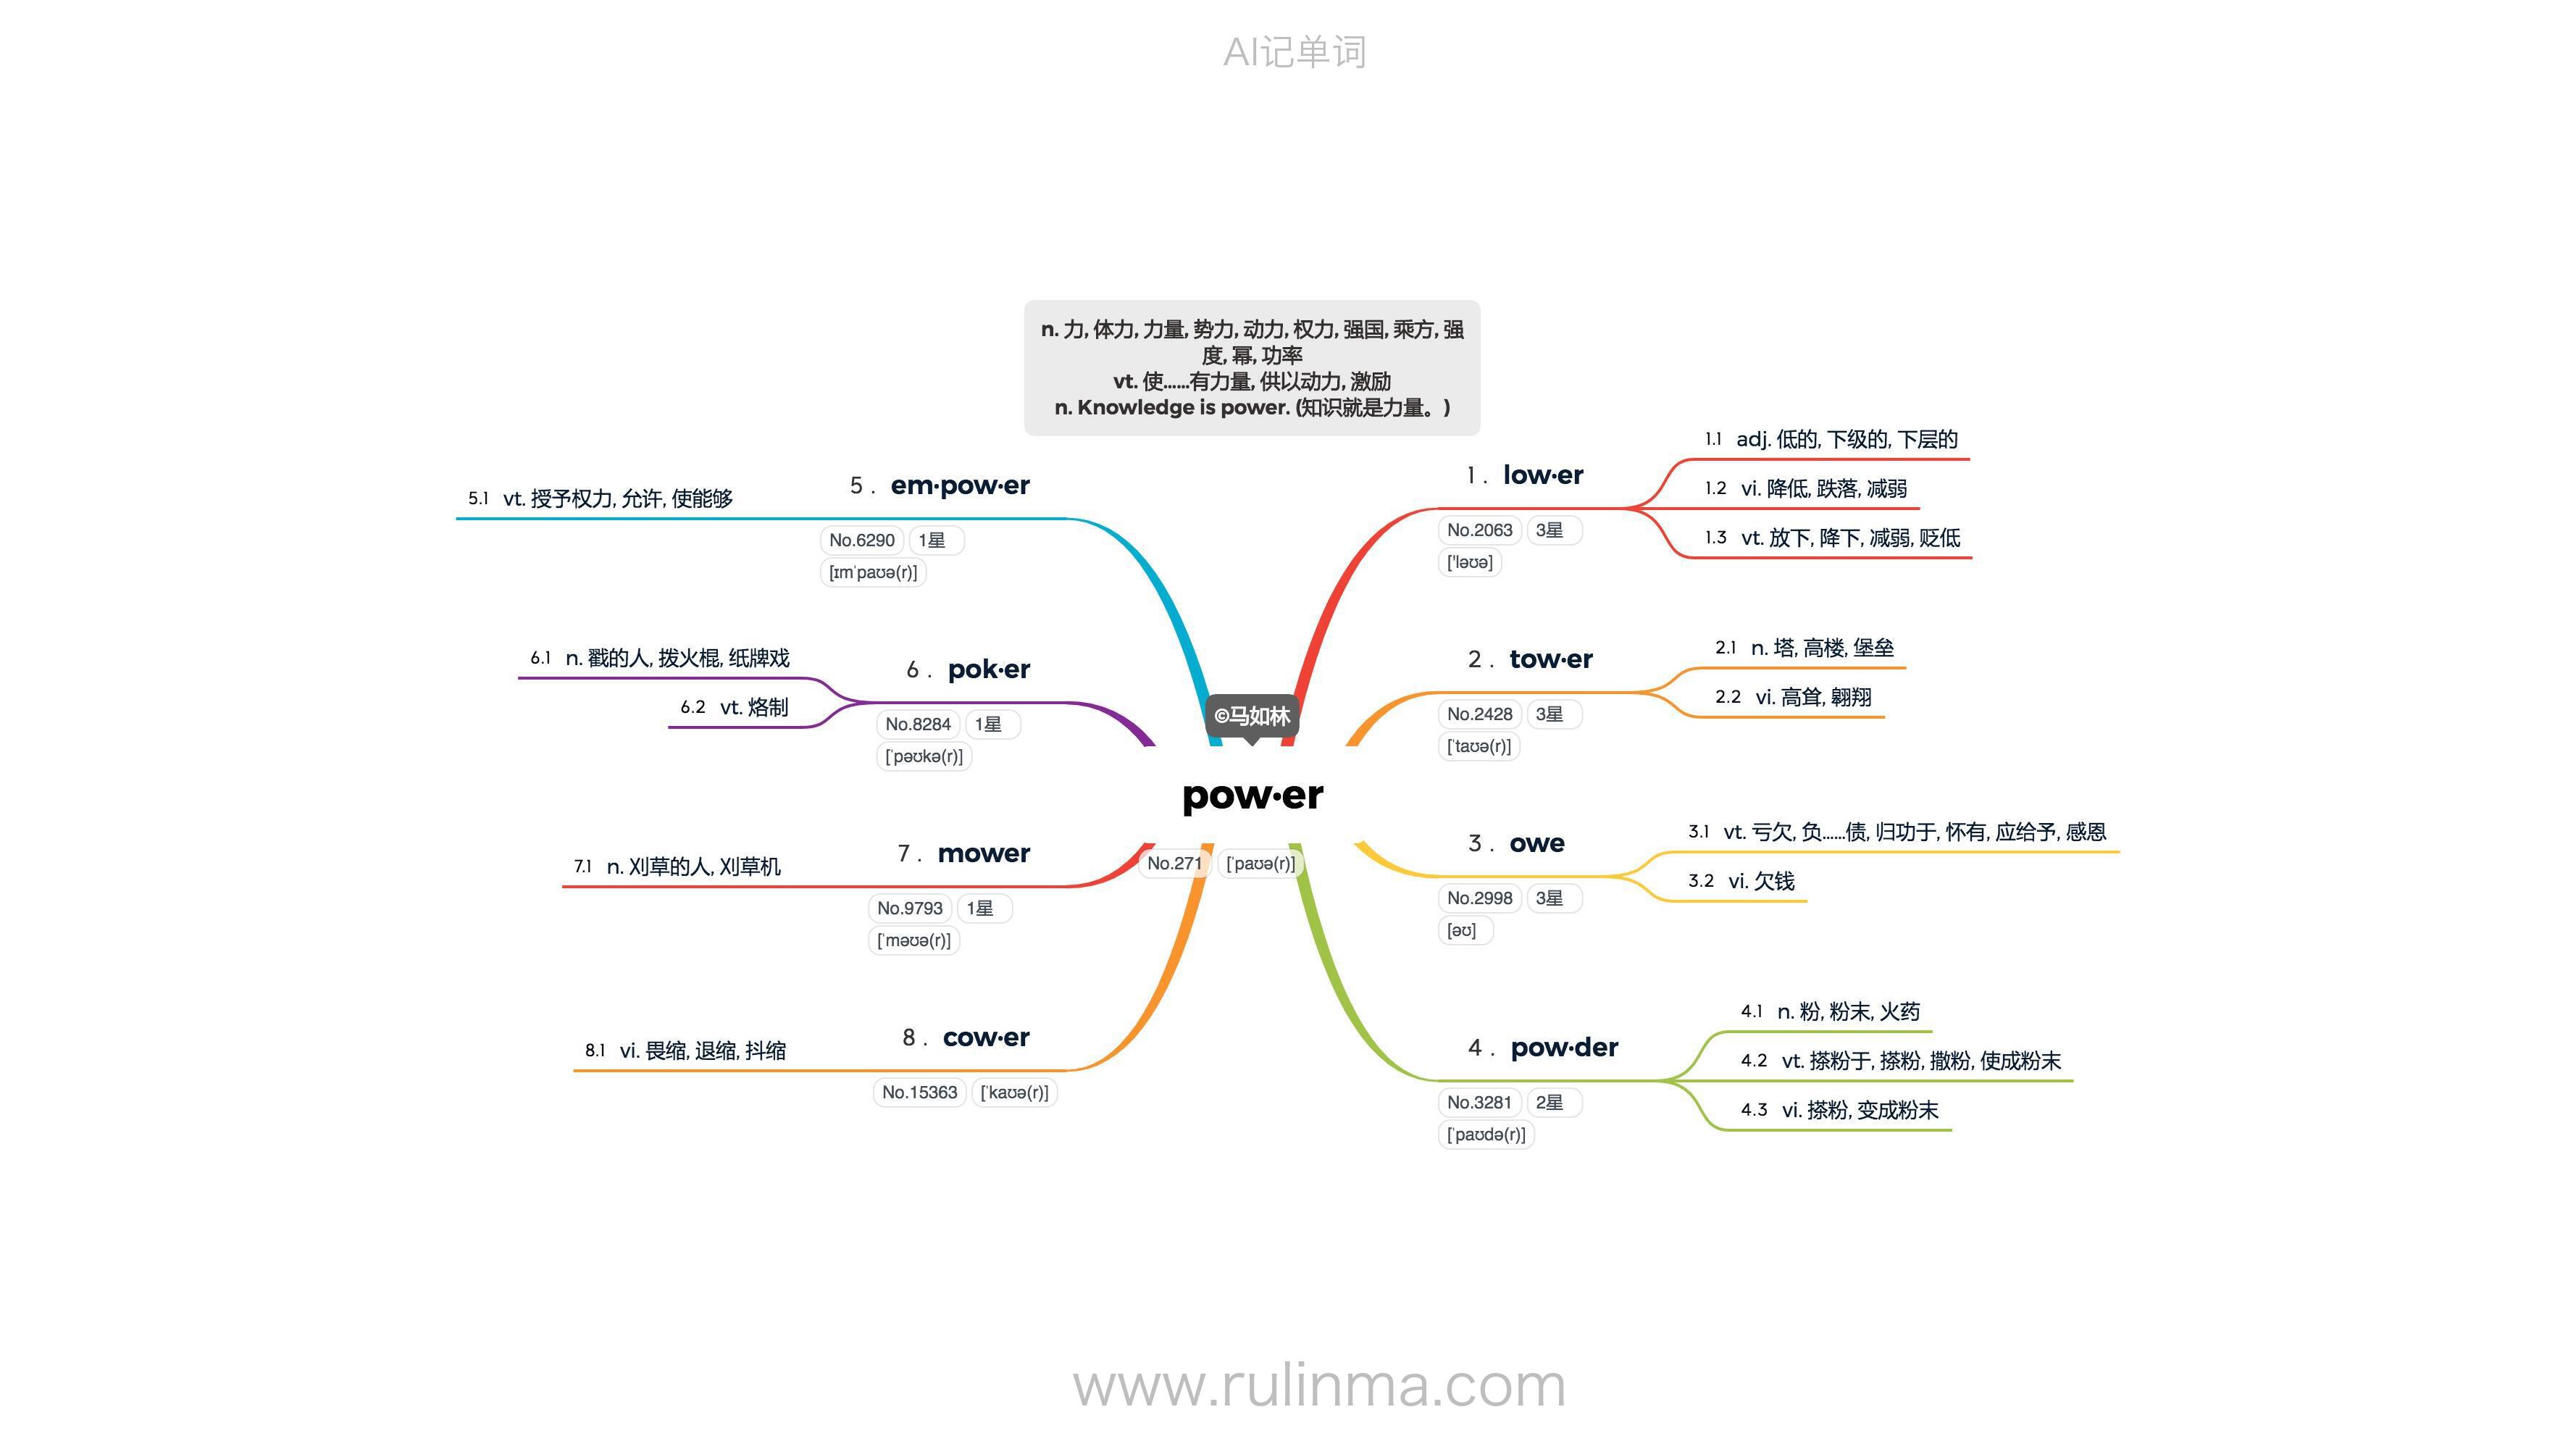 AI记单词
n. 力, 体力, 力量, 势力, 动力, 权力, 强国, 乘方, 强
度, 幂, 功率
vt. 使……有力量, 供以动力, 激励
n. Knowledge is power. (知识就是力量。)
©马如林
pow·er
No.271 [ˈpaʊə(r)]
1 . low·er
No.2063 3星
['ləʊə]
1.1 adj. 低的, 下级的, 下层的
1.2 vi. 降低, 跌落, 减弱
1.3 vt. 放下, 降下, 减弱, 贬低
2 . tow·er
No.2428 3星
[ˈtaʊə(r)]
2.1 n. 塔, 高楼, 堡垒
2.2 vi. 高耸, 翱翔
3 . owe
No.2998 3星
[əʊ]
3.1 vt. 亏欠, 负……债, 归功于, 怀有, 应给予, 感恩
3.2 vi. 欠钱
4 . pow·der
No.3281 2星
[ˈpaʊdə(r)]
4.1 n. 粉, 粉末, 火药
4.2 vt. 搽粉于, 搽粉, 撒粉, 使成粉末
4.3 vi. 搽粉, 变成粉末
5 . em·pow·er
No.6290 1星
[ɪmˈpaʊə(r)]
5.1 vt. 授予权力, 允许, 使能够
6 . pok·er
No.8284 1星
[ˈpəʊkə(r)]
6.1 n. 戳的人, 拨火棍, 纸牌戏
6.2 vt. 烙制
7 . mower
No.9793 1星
[ˈməʊə(r)]
7.1 n. 刈草的人, 刈草机
8 . cow·er
No.15363 [ˈkaʊə(r)]
8.1 vi. 畏缩, 退缩, 抖缩
www.rulinma.com